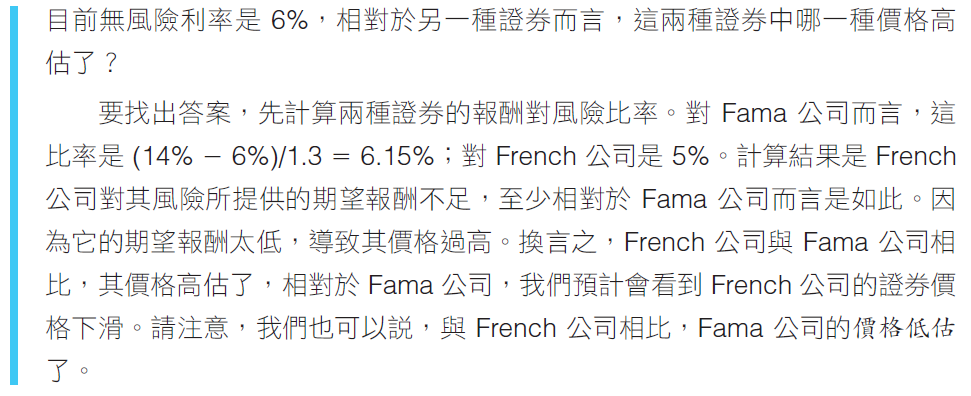 目前無風險利率是 6%，相對於另一種證券而言，這兩種證券中哪一種價格高
估了？
要找出答案，先計算兩種證券的報酬對風險比率。對 Fama 公司而言，這
比率是 (14% − 6%)/1.3 = 6.15%；對 French 公司是 5%。計算結果是 French
公司對其風險所提供的期望報酬不足，至少相對於 Fama 公司而言是如此。因
為它的期望報酬太低，導致其價格過高。換言之，French 公司與 Fama 公司相
比，其價格高估了，相對於 Fama 公司，我們預計會看到 French 公司的證券價
格下滑。請注意，我們也可以說，與 French 公司相比，Fama 公司的價格低估
了。